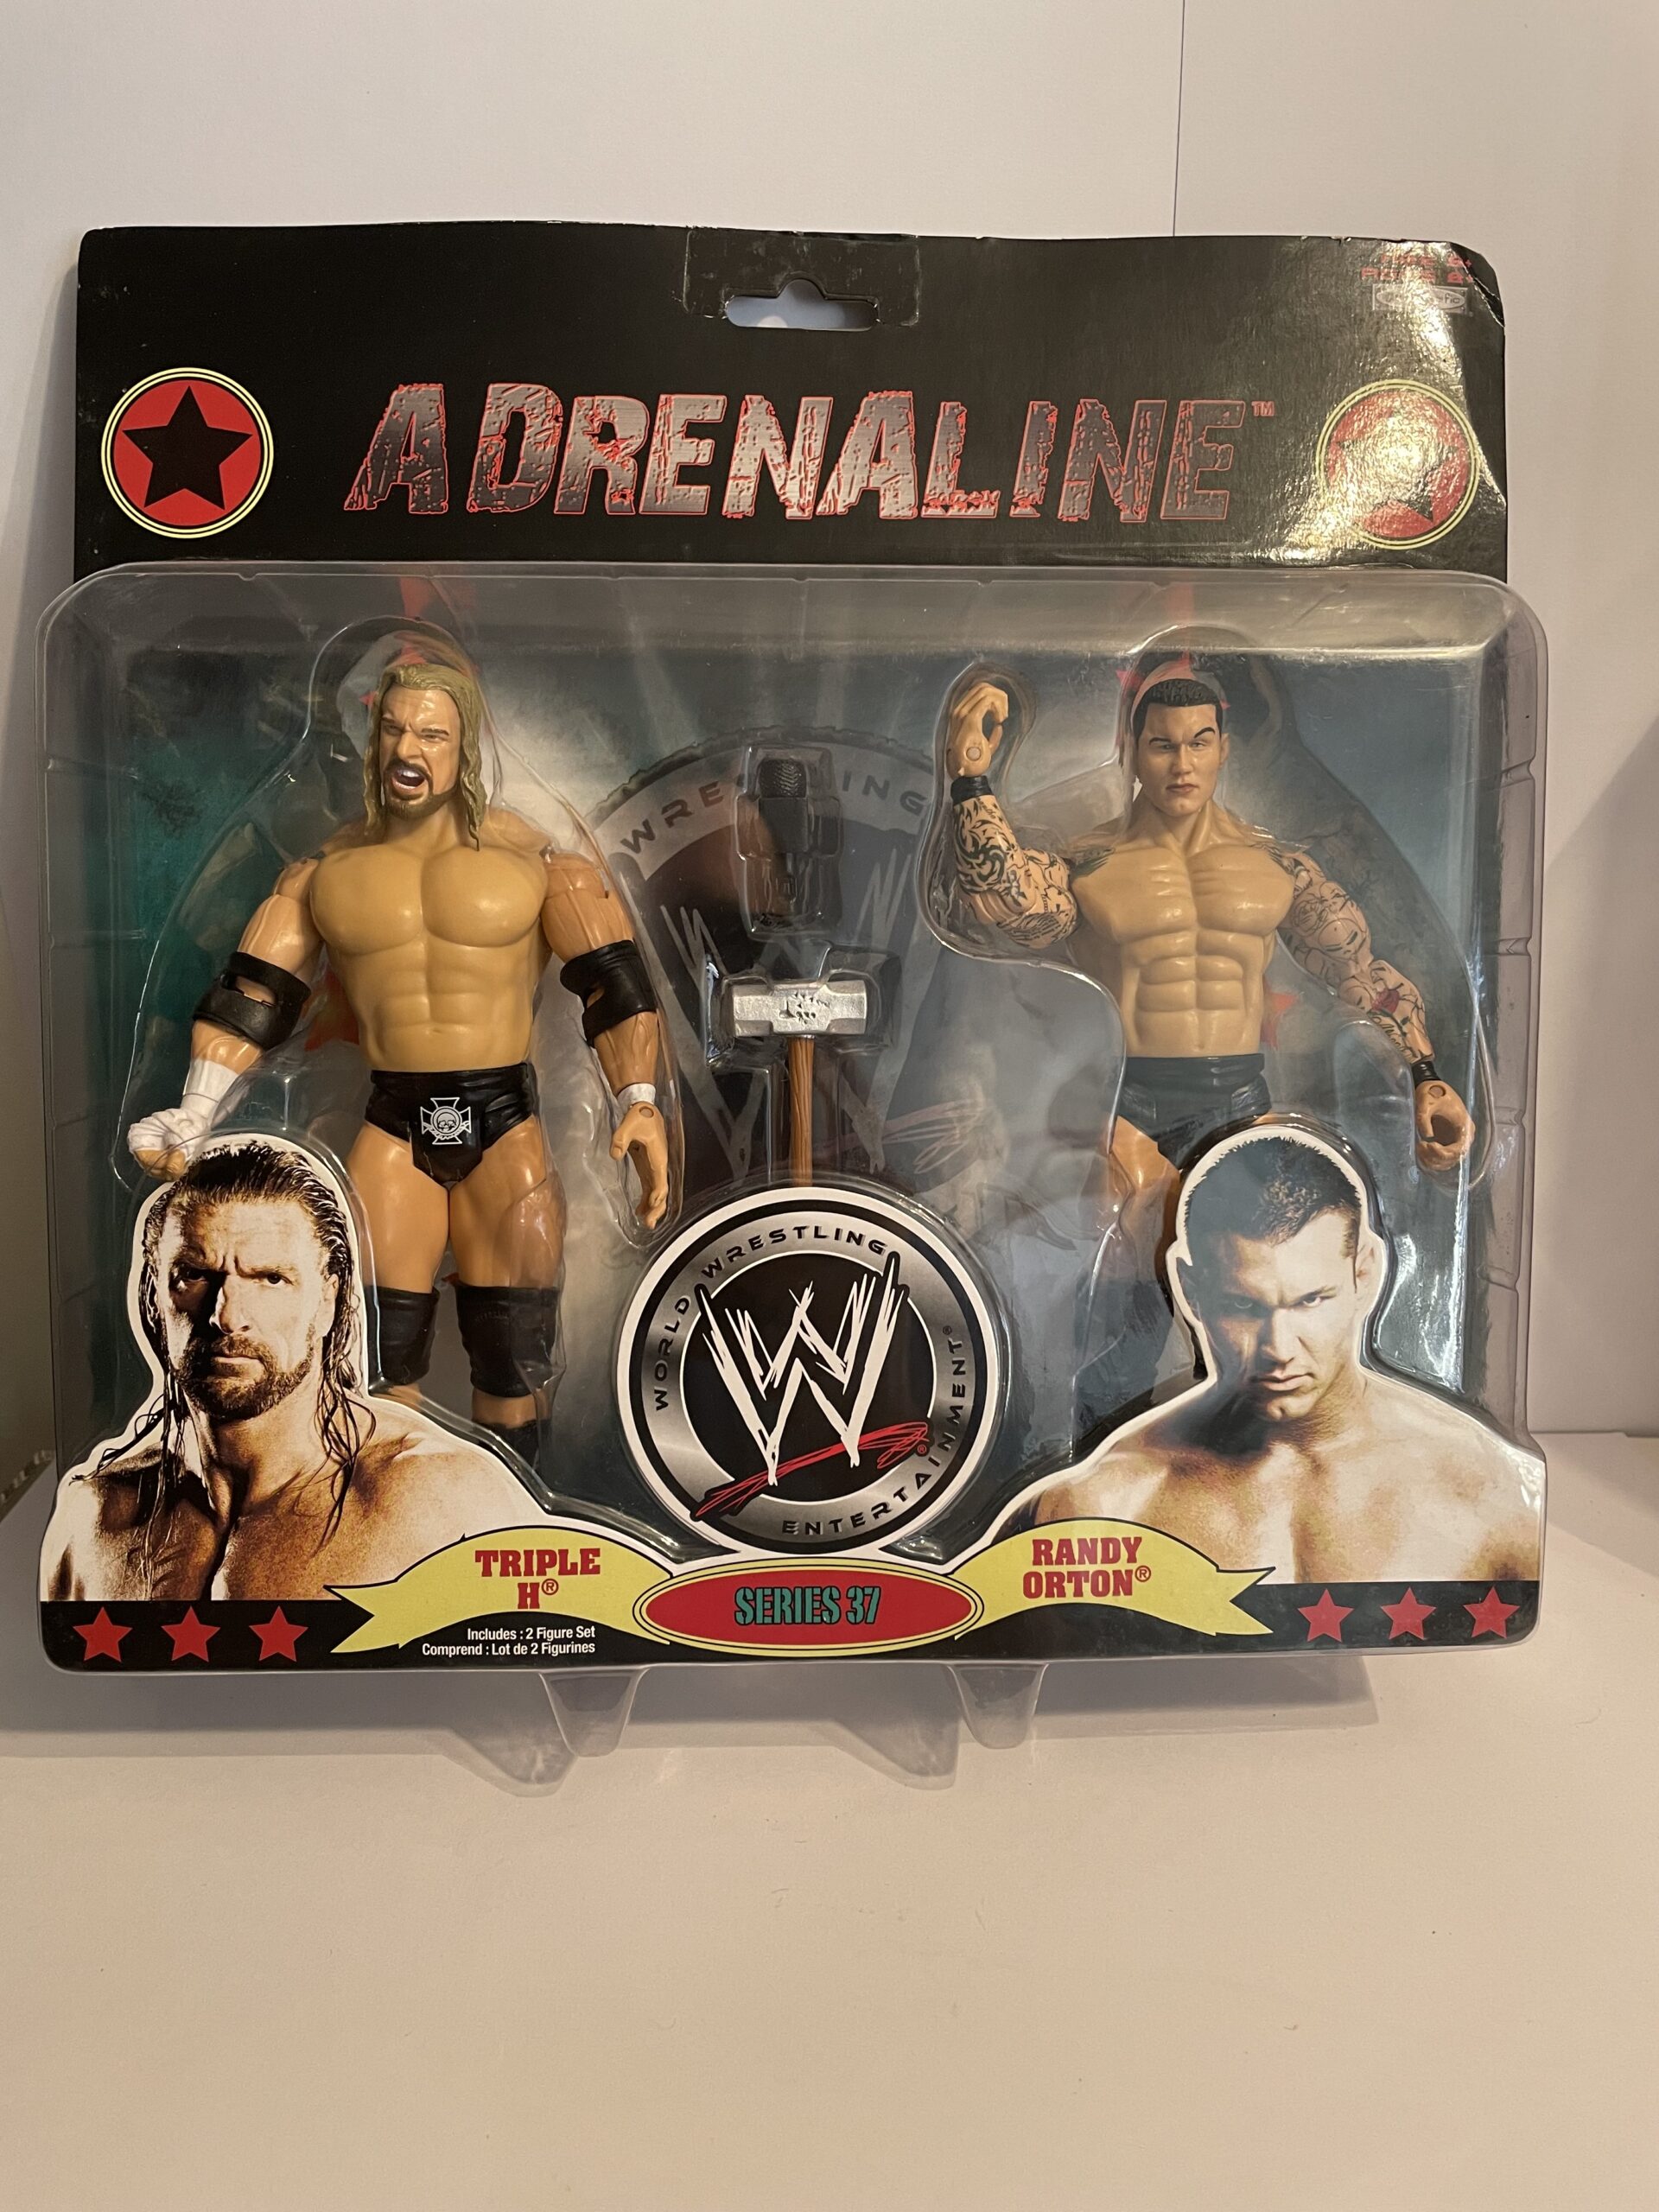 ADRENALINE™
WRESTLING
WORLD WRESTLING
ENTERTAINMENT®
TRIPLE
H®
RANDY
ORTON®
SERIES 37
Includes : 2 Figure Set
Comprend : Lot de 2 Figurines